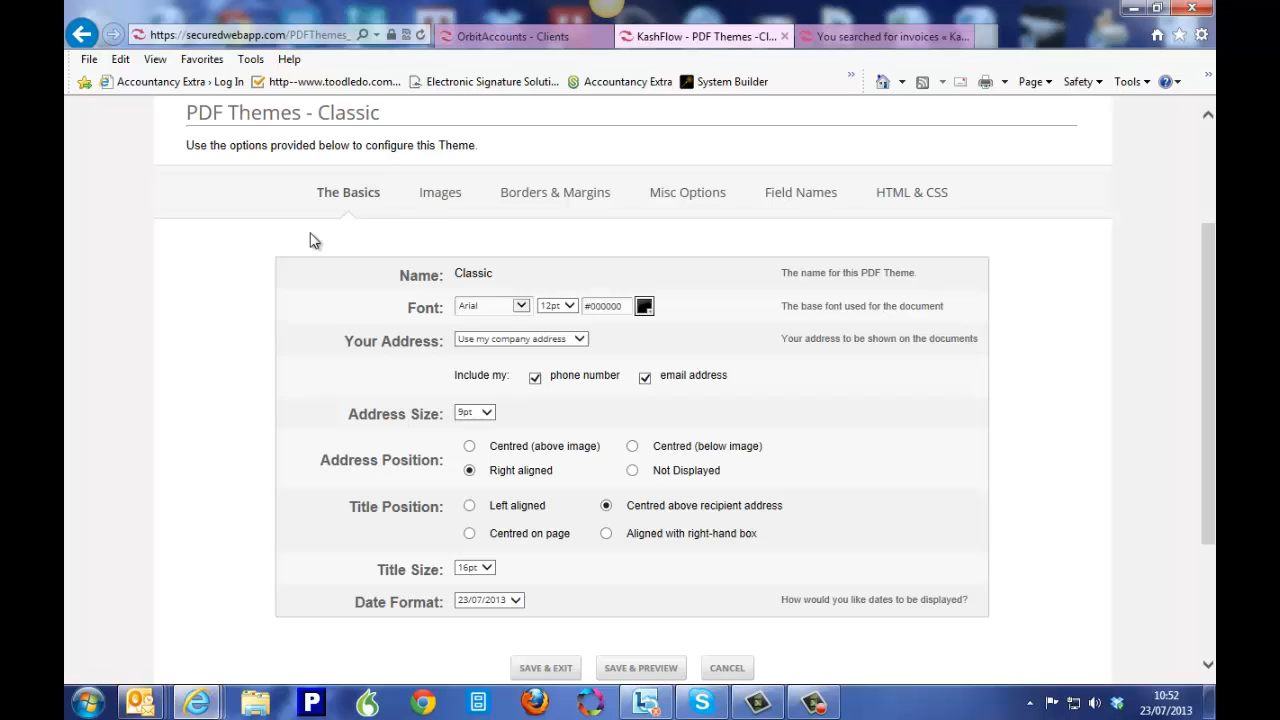 https://securedwebapp.com/PDFThemes_
OrbitAccounts - Clients
KashFlow - PDF Themes -Cl...
You searched for invoices « Ka...
File Edit View Favorites Tools Help
Accountancy Extra › Log In
http--www.toodledo.com...
Electronic Signature Soluti...
Accountancy Extra
System Builder
Page
Safety
Tools
PDF Themes - Classic
Use the options provided below to configure this Theme.
The Basics
Images
Borders & Margins
Misc Options
Field Names
HTML & CSS
Name: Classic The name for this PDF Theme.
Font: Arial 12pt #000000 The base font used for the document
Your Address: Use my company address Your address to be shown on the documents
Include my: phone number email address
Address Size: 9pt
Centred (above image) Centred (below image)
Address Position:
Right aligned Not Displayed
Title Position: Left aligned Centred above recipient address
Centred on page Aligned with right-hand box
Title Size: 16pt
Date Format: 23/07/2013 How would you like dates to be displayed?
SAVE & EXIT
SAVE & PREVIEW
CANCEL
P
S
10:52
23/07/2013